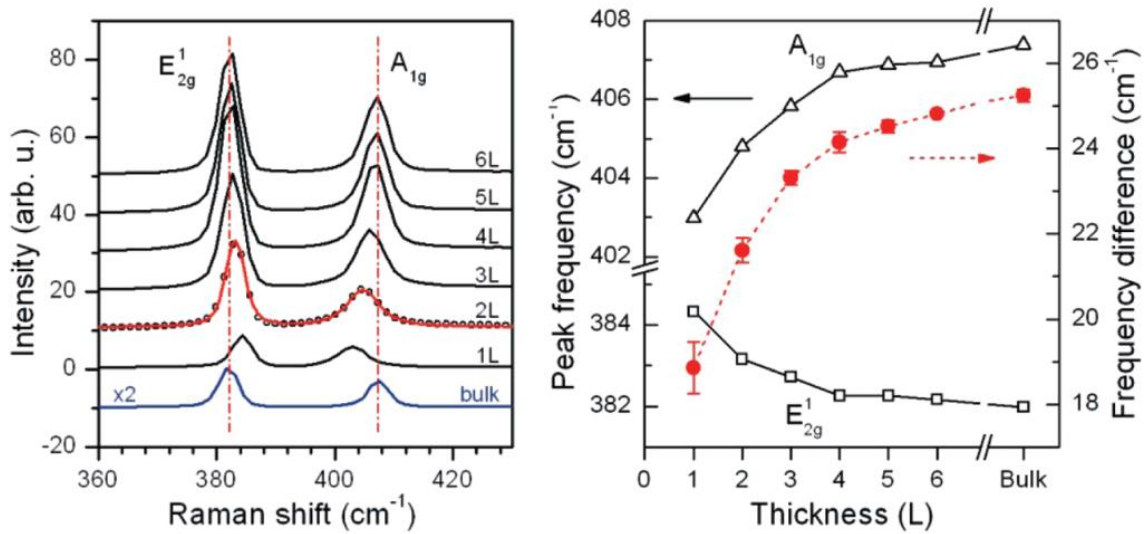 80
60
40
20
0
-20
360
380
400
420
Intensity (arb. u.)
Raman shift (cm⁻¹)
E¹₂g
A₁g
6L
5L
4L
3L
2L
1L
x2
bulk
408
406
404
402
384
382
Peak frequency (cm⁻¹)
A₁g
E¹₂g
0
1
2
3
4
5
6
Bulk
Thickness (L)
26
24
22
20
18
Frequency difference (cm⁻¹)